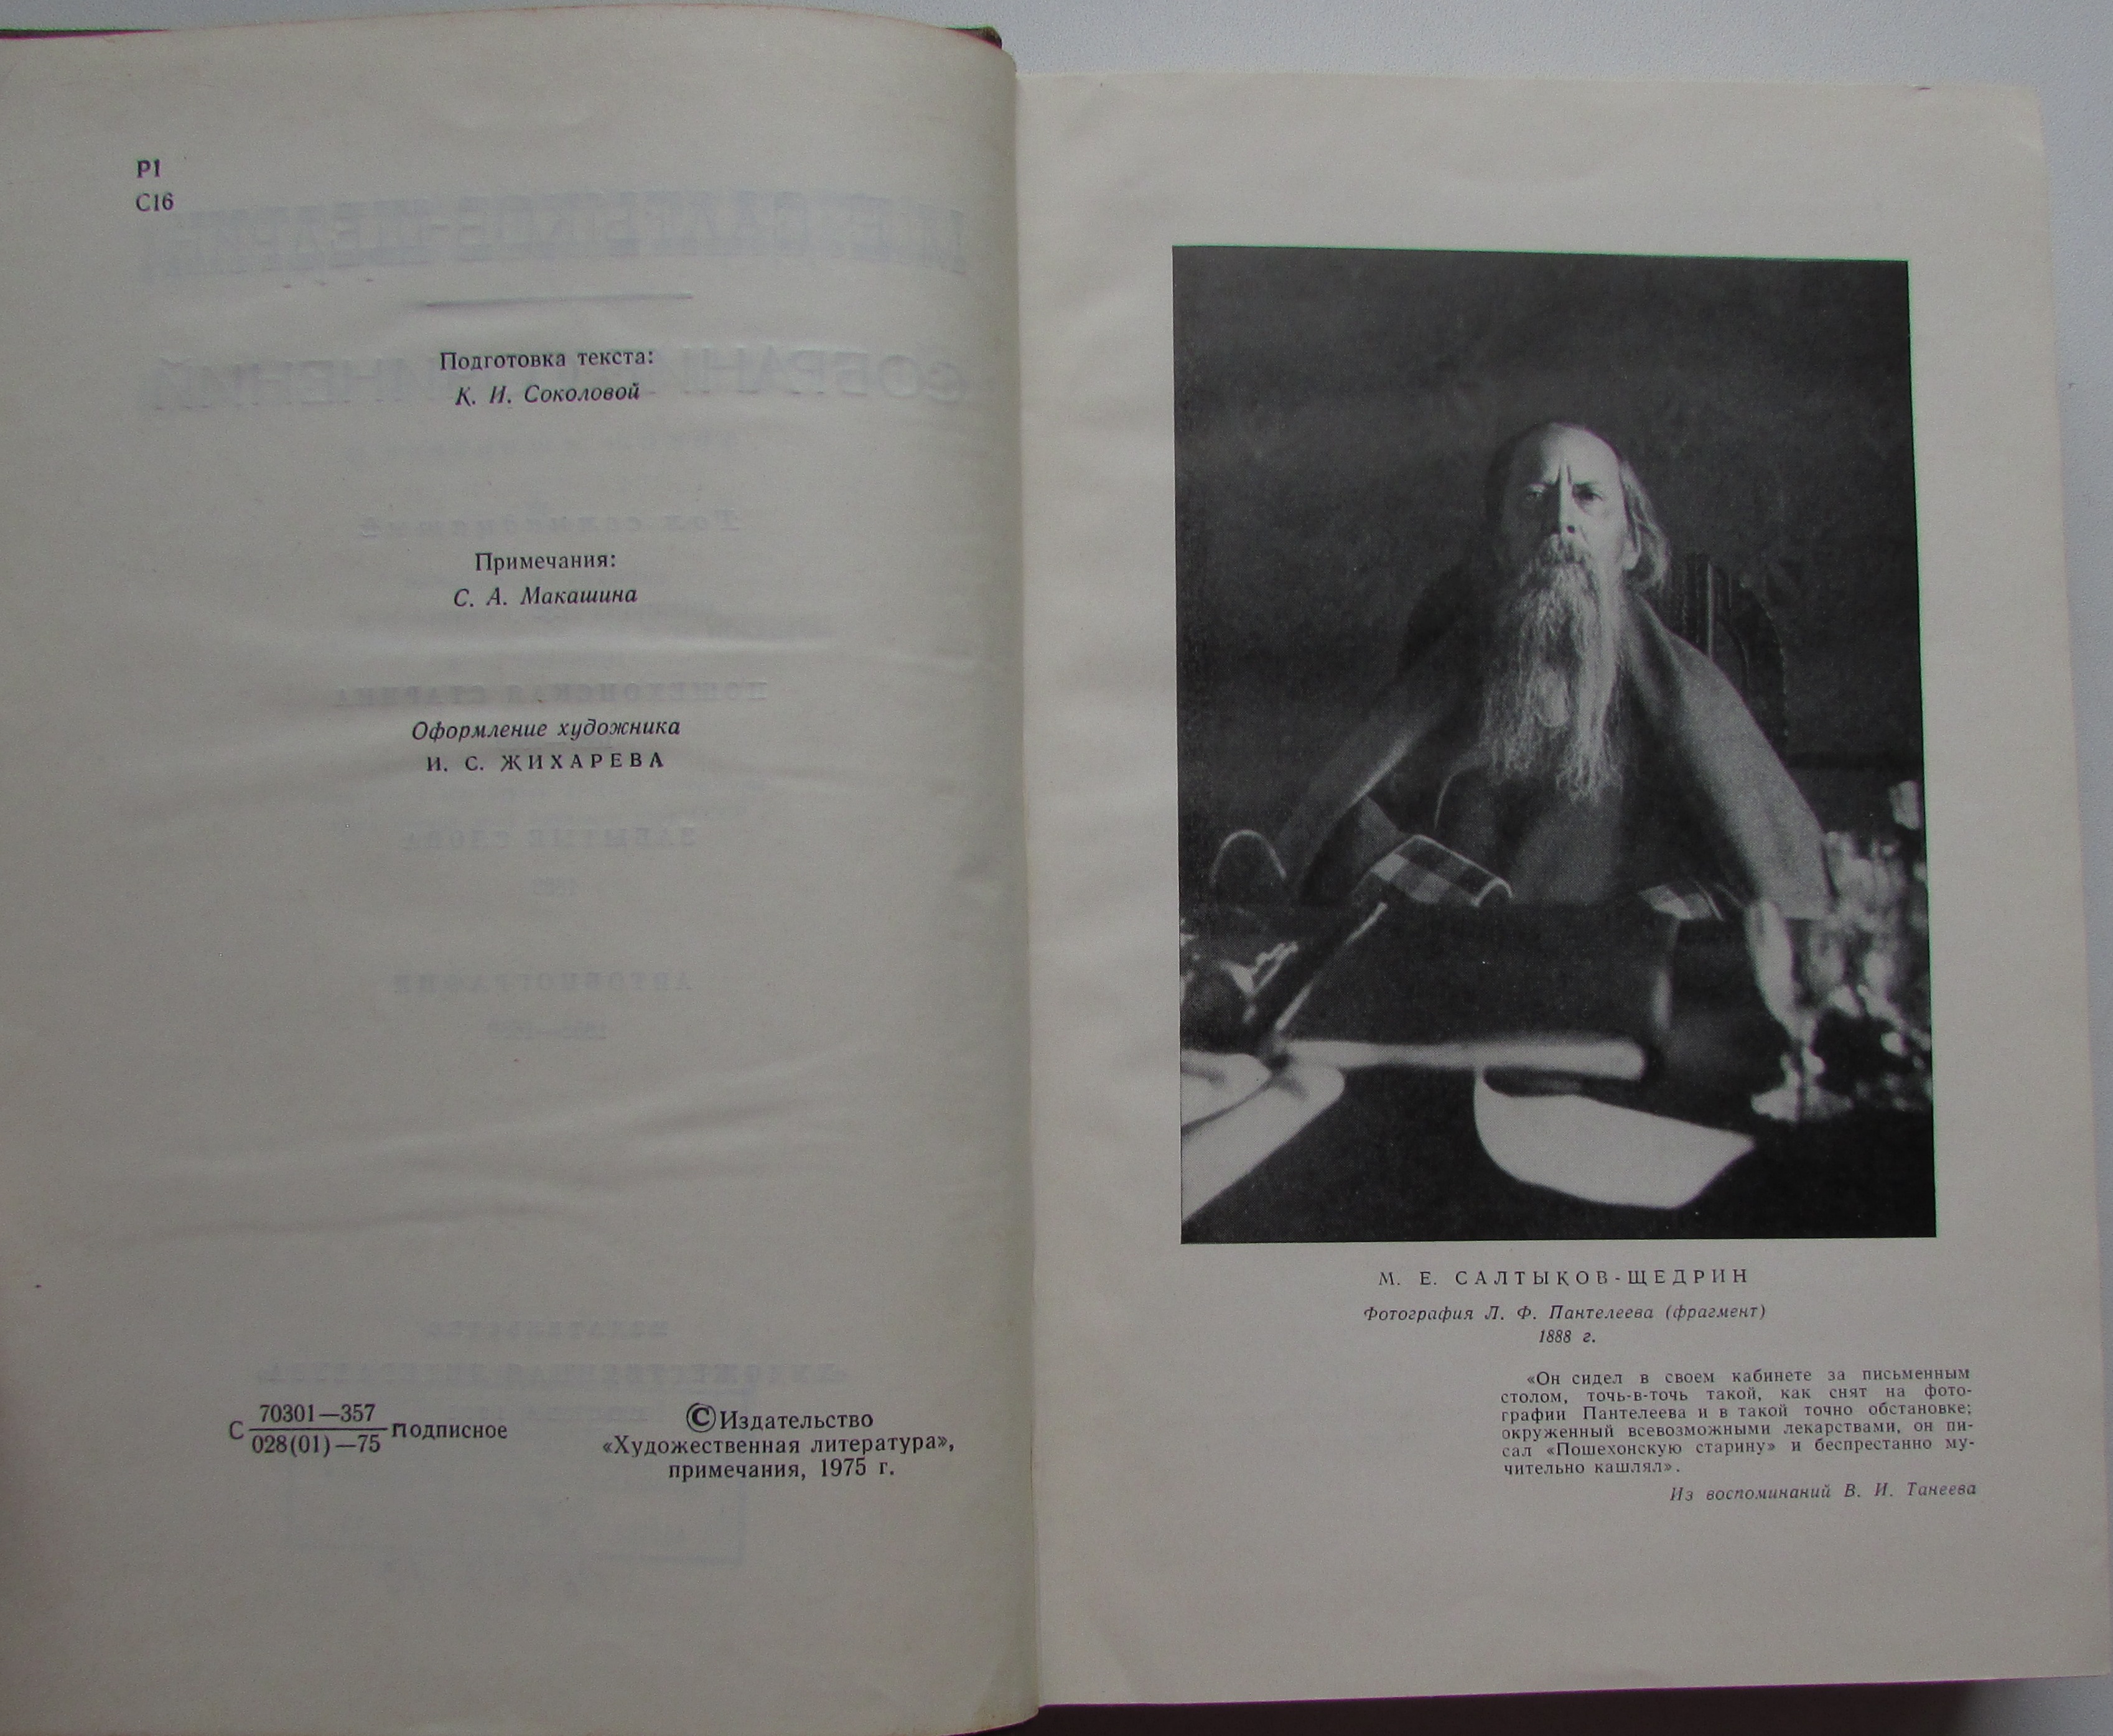 Р1
С16
Подготовка текста:
К. И. Соколовой
Примечания:
С. А. Макашина
Оформление художника
И. С. ЖИХАРЕВА
С 70301—357
028(01)—75 подписное
© Издательство
«Художественная литература»,
примечания, 1975 г.
М. Е. САЛТЫКОВ-ЩЕДРИН
Фотография Л. Ф. Пантелеева (фрагмент)
1888 г.
«Он сидел в своем кабинете за письменным
столом, точь-в-точь такой, как снят на фото-
графии Пантелеева и в такой точно обстановке;
окруженный всевозможными лекарствами, он пи-
сал «Пошехонскую старину» и беспрестанно му-
чительно кашлял».
Из воспоминаний В. И. Танеева